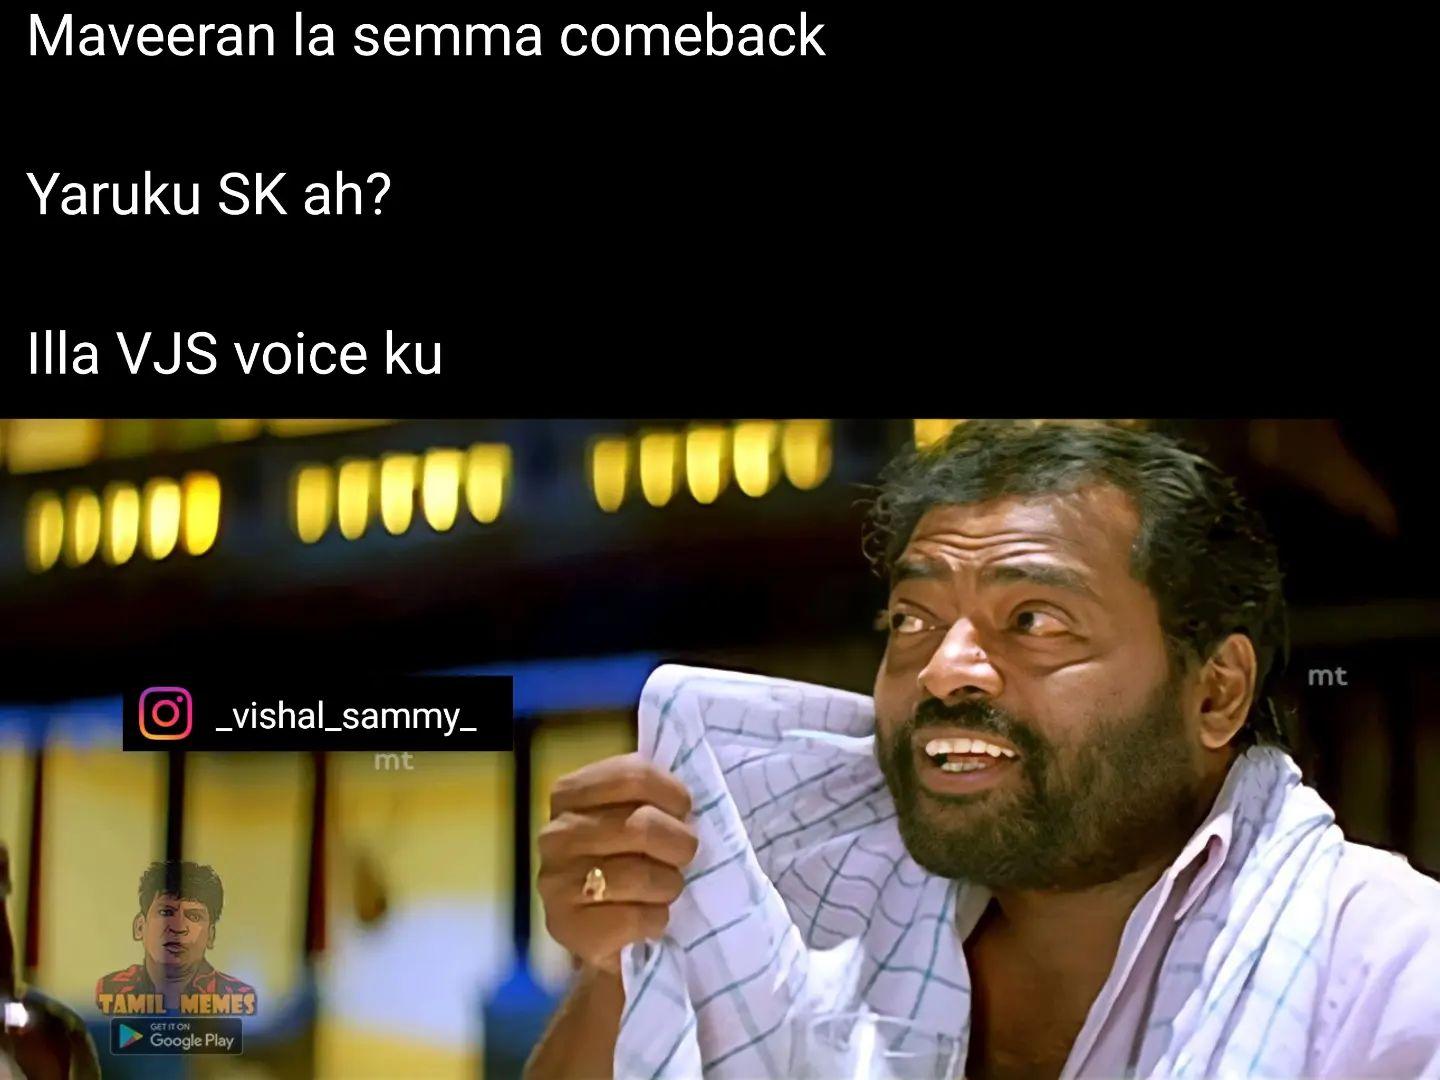 Maveeran la semma comeback
Yaruku SK ah?
Illa VJS voice ku
mt
_vishal_sammy_
mt
TAMIL MEMES
GET IT ON
Google Play